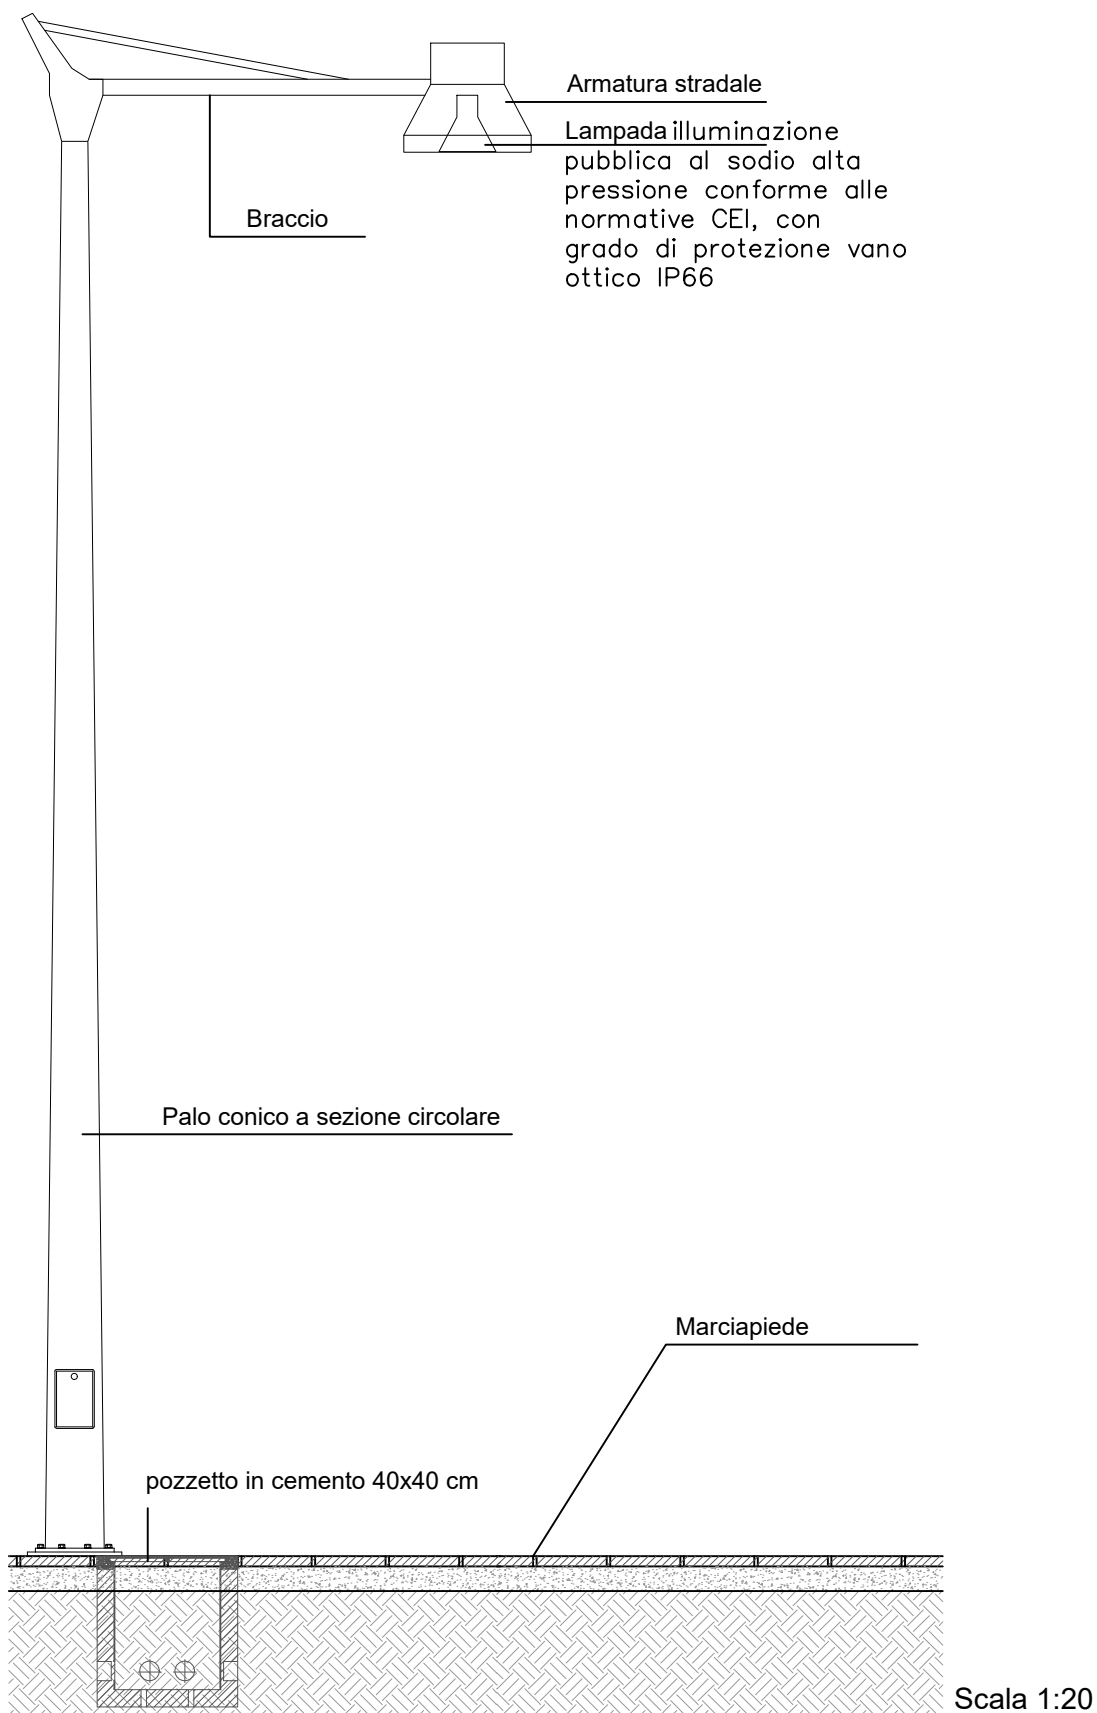 Armatura stradale
Lampada illuminazione
pubblica al sodio alta
pressione conforme alle
normative CEI, con
grado di protezione vano
ottico IP66
Braccio
Palo conico a sezione circolare
Marciapiede
pozzetto in cemento 40x40 cm
Scala 1:20